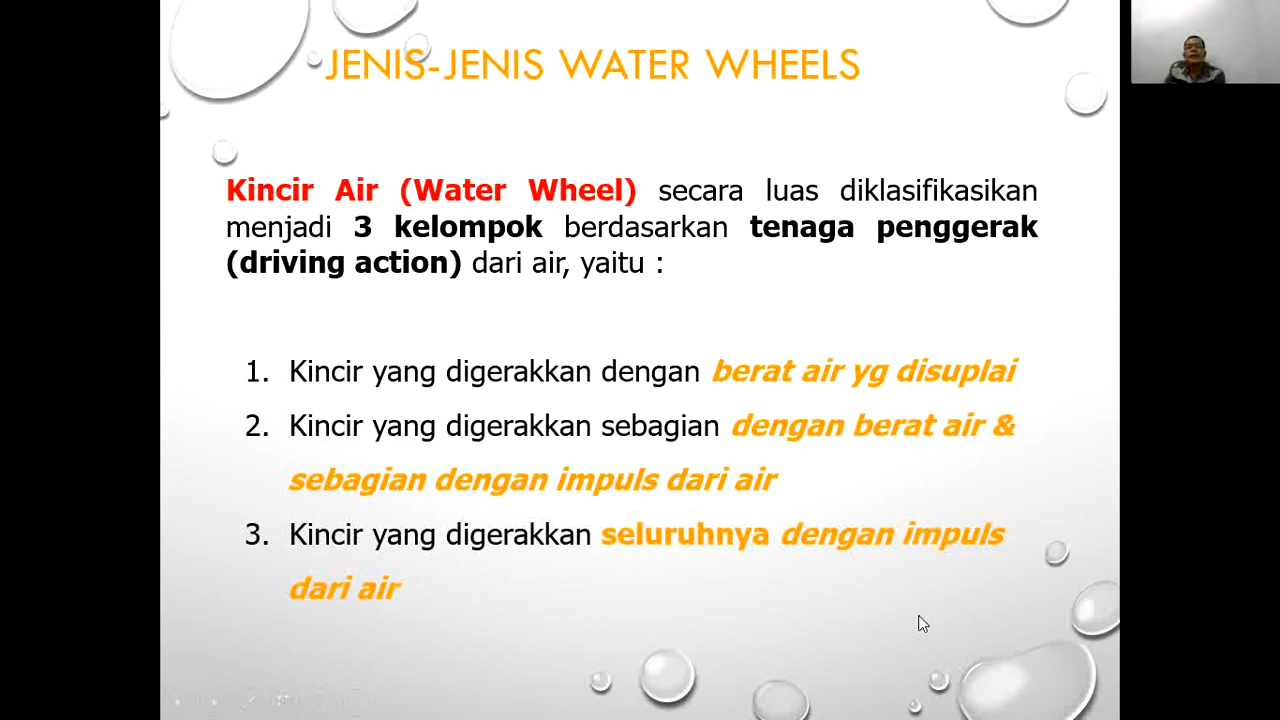 JENIS-JENIS WATER WHEELS
Kincir Air (Water Wheel) secara luas diklasifikasikan
menjadi 3 kelompok berdasarkan tenaga penggerak
(driving action) dari air, yaitu :
1. Kincir yang digerakkan dengan berat air yg disuplai
2. Kincir yang digerakkan sebagian dengan berat air &
sebagian dengan impuls dari air
3. Kincir yang digerakkan seluruhnya dengan impuls
dari air